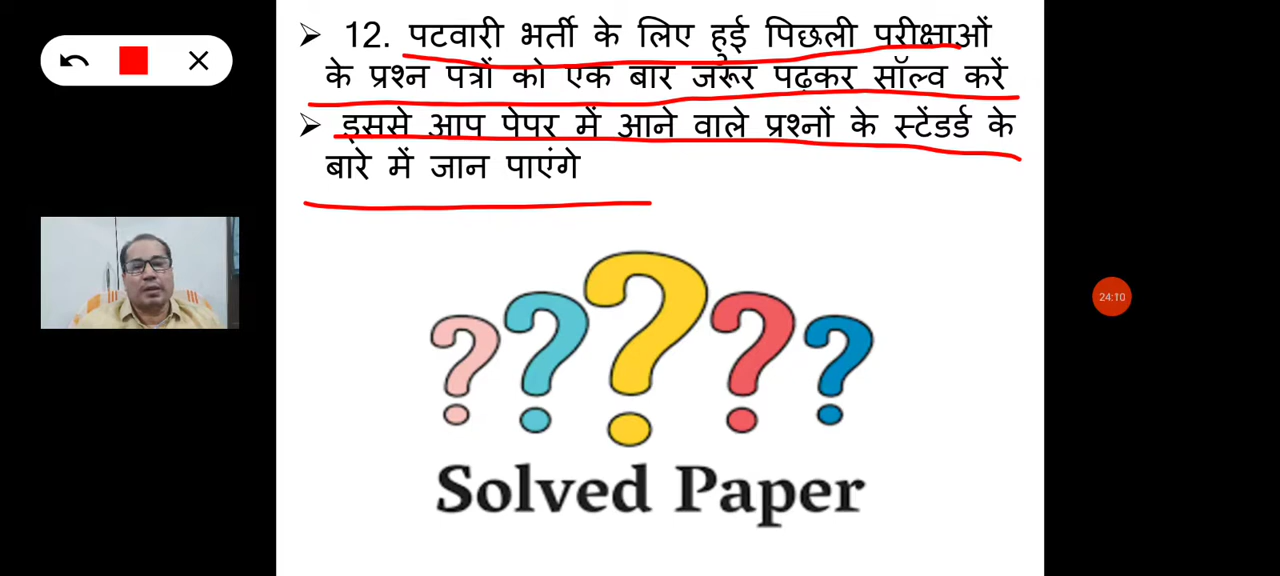 ➢ 12. पटवारी भर्ती के लिए हुई पिछली परीक्षाओं
के प्रश्न पत्रों को एक बार जरूर पढ़कर सॉल्व करें
➢ इससे आप पेपर में आने वाले प्रश्नों के स्टेंडर्ड के
बारे में जान पाएंगे
24:10
? ? ? ? ?
Solved Paper